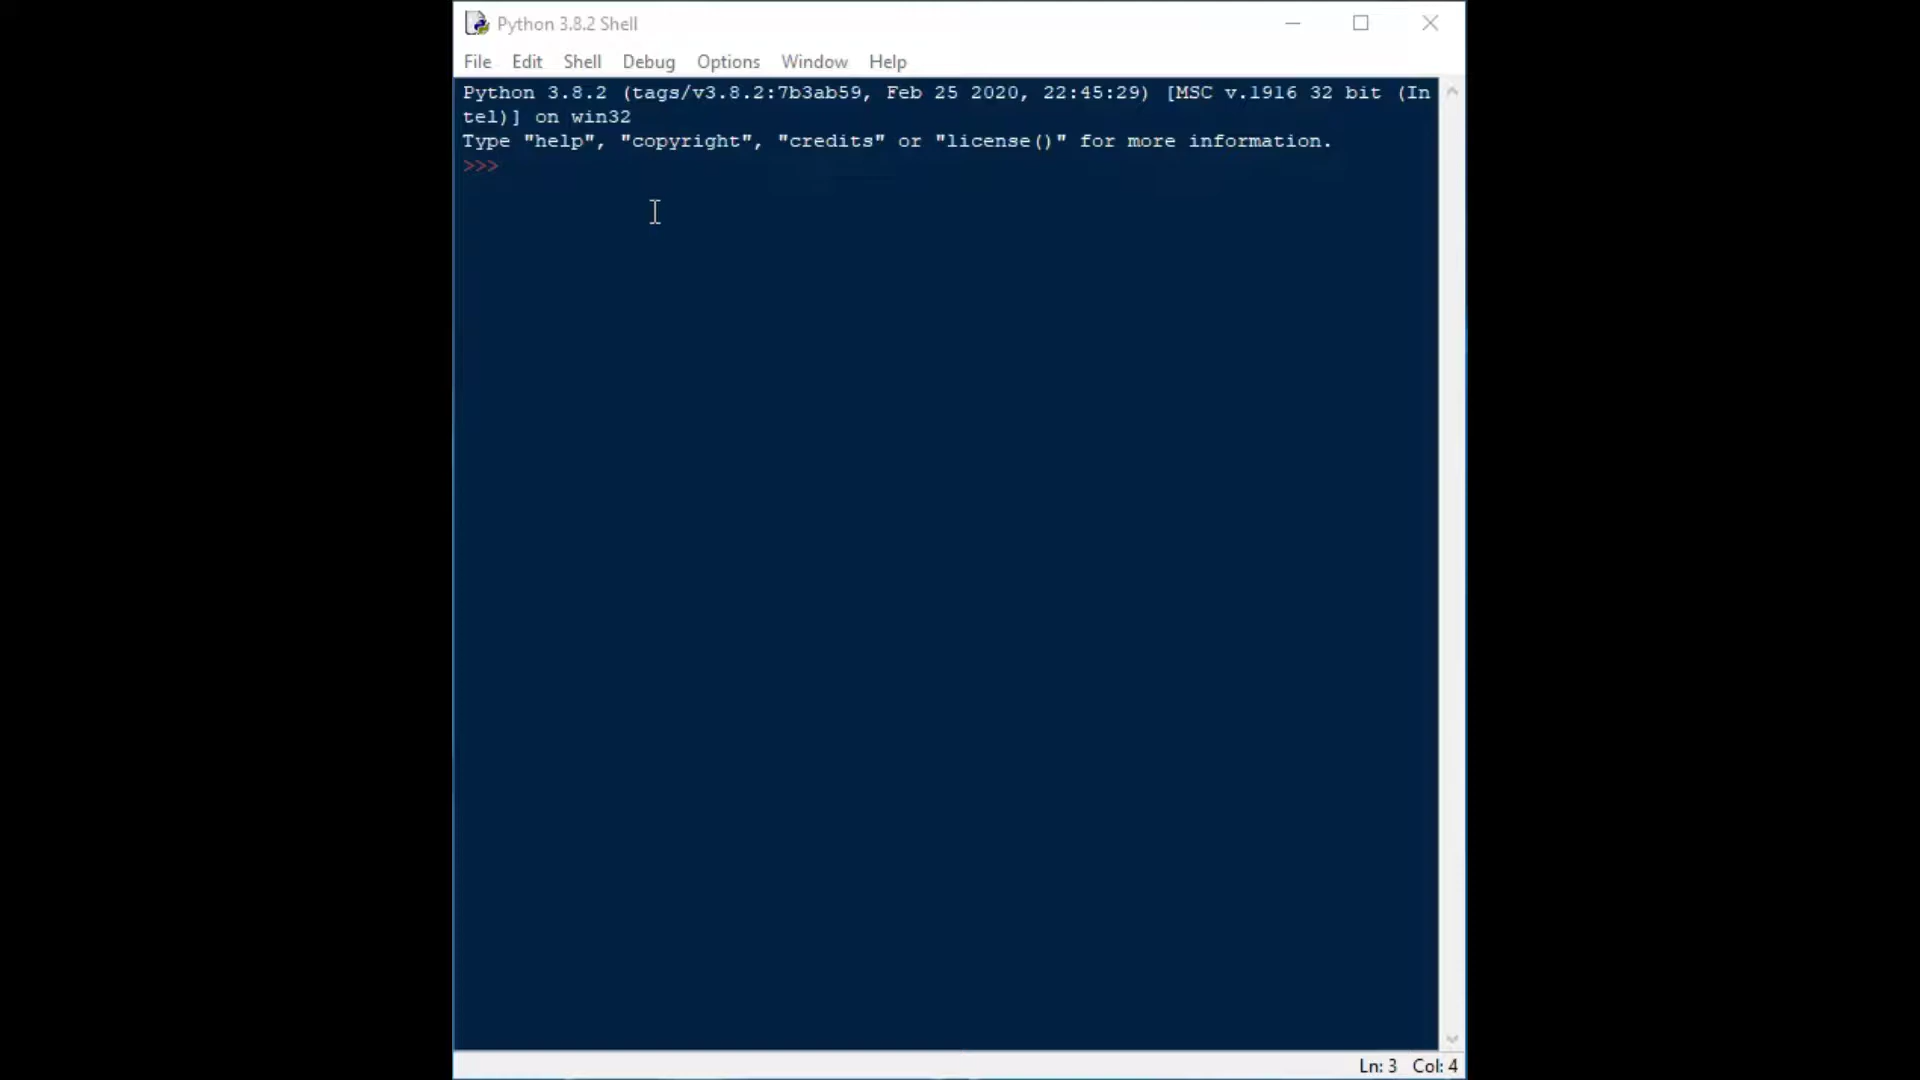 Python 3.8.2 Shell
File Edit Shell Debug Options Window Help
Python 3.8.2 (tags/v3.8.2:7b3ab59, Feb 25 2020, 22:45:29) [MSC v.1916 32 bit (In
tel)] on win32
Type "help", "copyright", "credits" or "license()" for more information.
>>>
Ln: 3 Col: 4